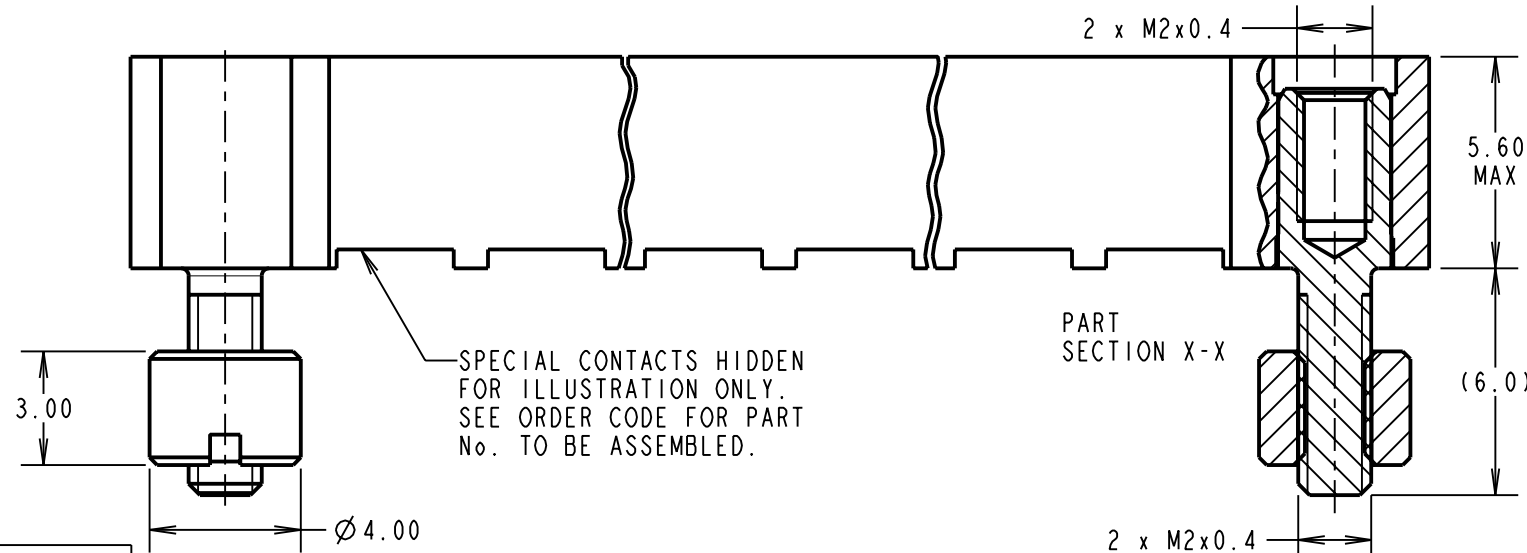 2 x M2x0.4
5.60
MAX
PART
SECTION X-X
SPECIAL CONTACTS HIDDEN
FOR ILLUSTRATION ONLY.
SEE ORDER CODE FOR PART
No. TO BE ASSEMBLED.
3.00
(6.0)
Ø4.00
2 x M2x0.4